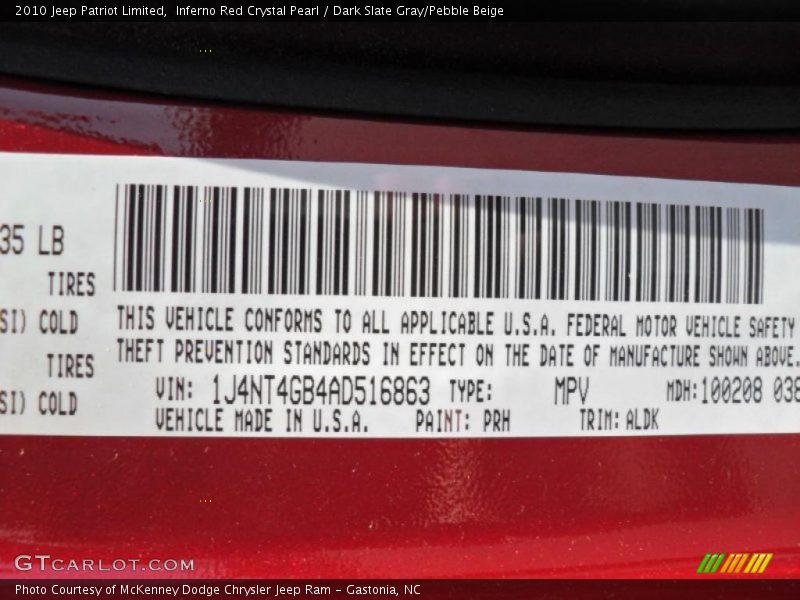 2010 Jeep Patriot Limited, Inferno Red Crystal Pearl / Dark Slate Gray/Pebble Beige
35 LB
TIRES
SI) COLD
TIRES
SI) COLD
THIS VEHICLE CONFORMS TO ALL APPLICABLE U.S.A. FEDERAL MOTOR VEHICLE SAFETY
THEFT PREVENTION STANDARDS IN EFFECT ON THE DATE OF MANUFACTURE SHOWN ABOVE.
VIN: 1J4NT4GB4AD516863 TYPE: MPV MDH:100208 038
VEHICLE MADE IN U.S.A. PAINT: PRH TRIM: ALDK
GTCARLOT.COM
Photo Courtesy of McKenney Dodge Chrysler Jeep Ram - Gastonia, NC